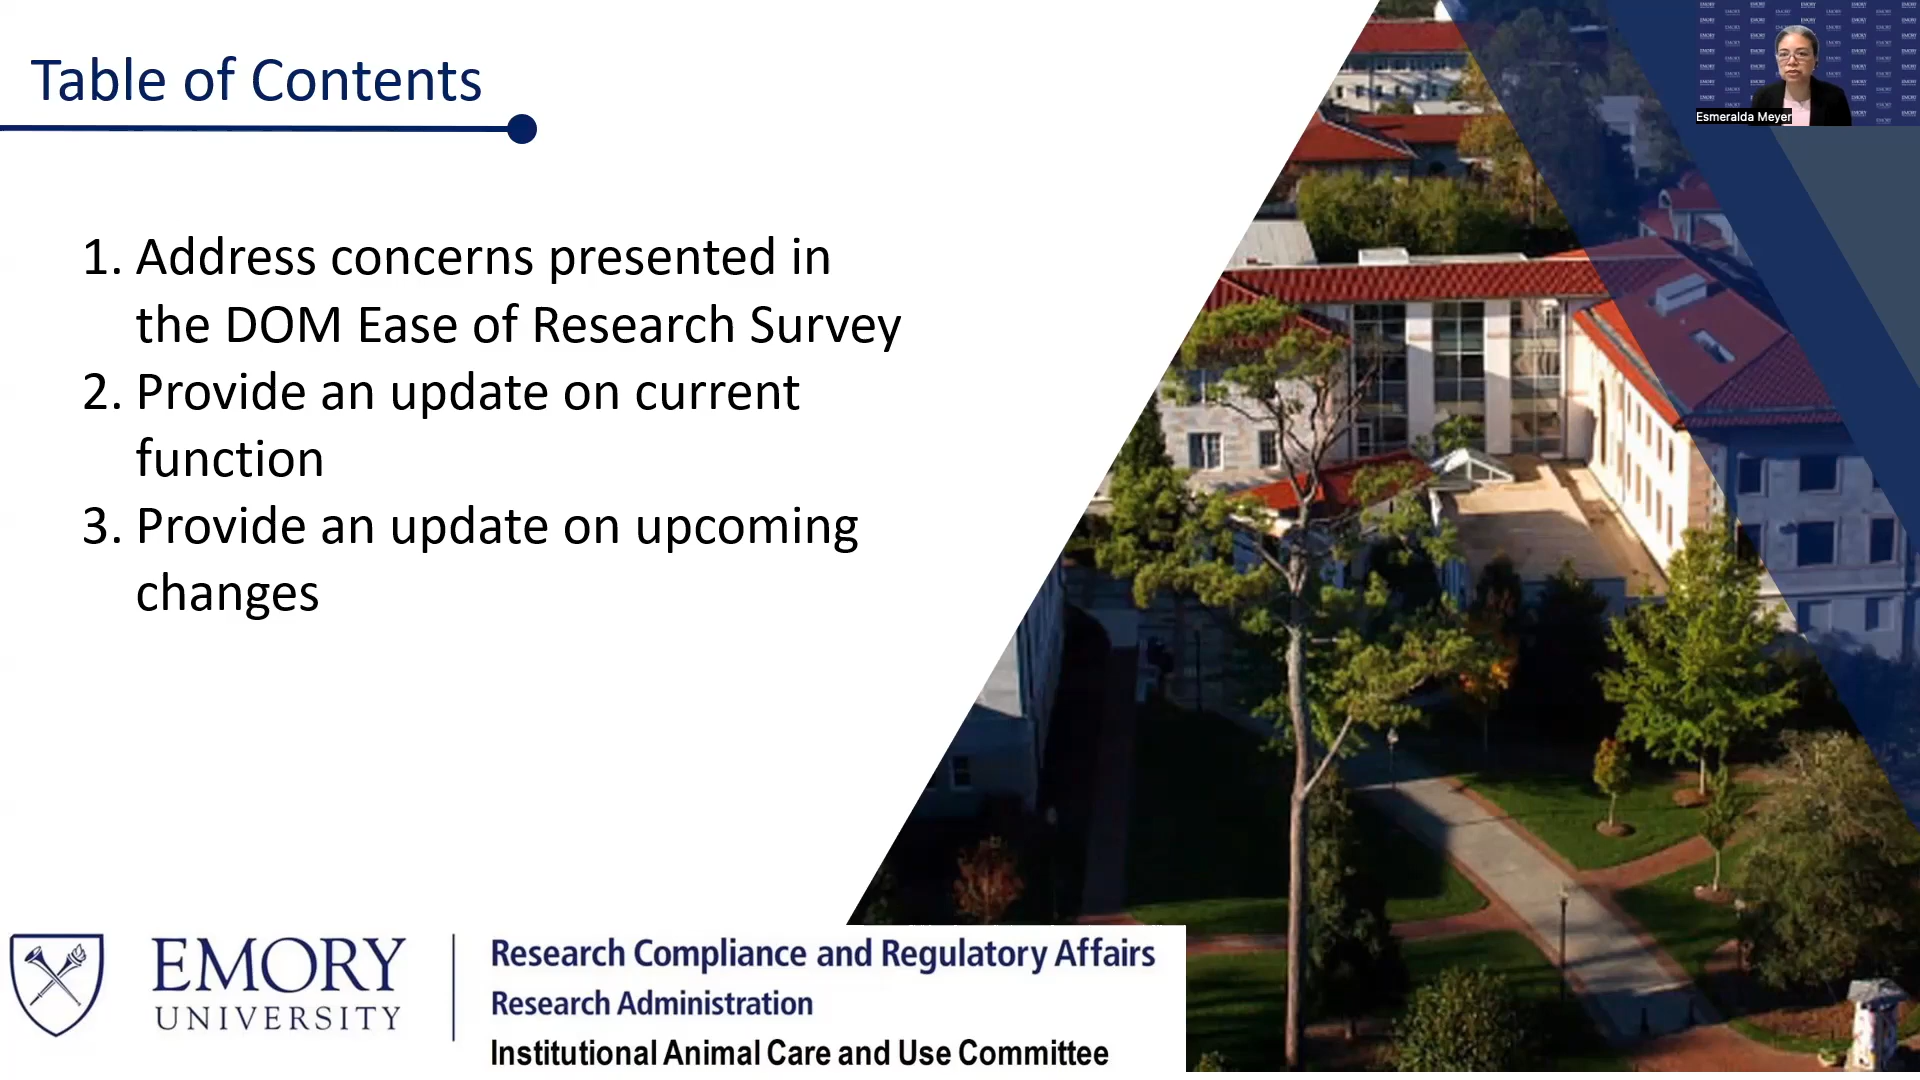 Table of Contents
Esmeralda Meyer
1. Address concerns presented in
the DOM Ease of Research Survey
2. Provide an update on current
function
3. Provide an update on upcoming
changes
EMORY
UNIVERSITY
Research Compliance and Regulatory Affairs
Research Administration
Institutional Animal Care and Use Committee